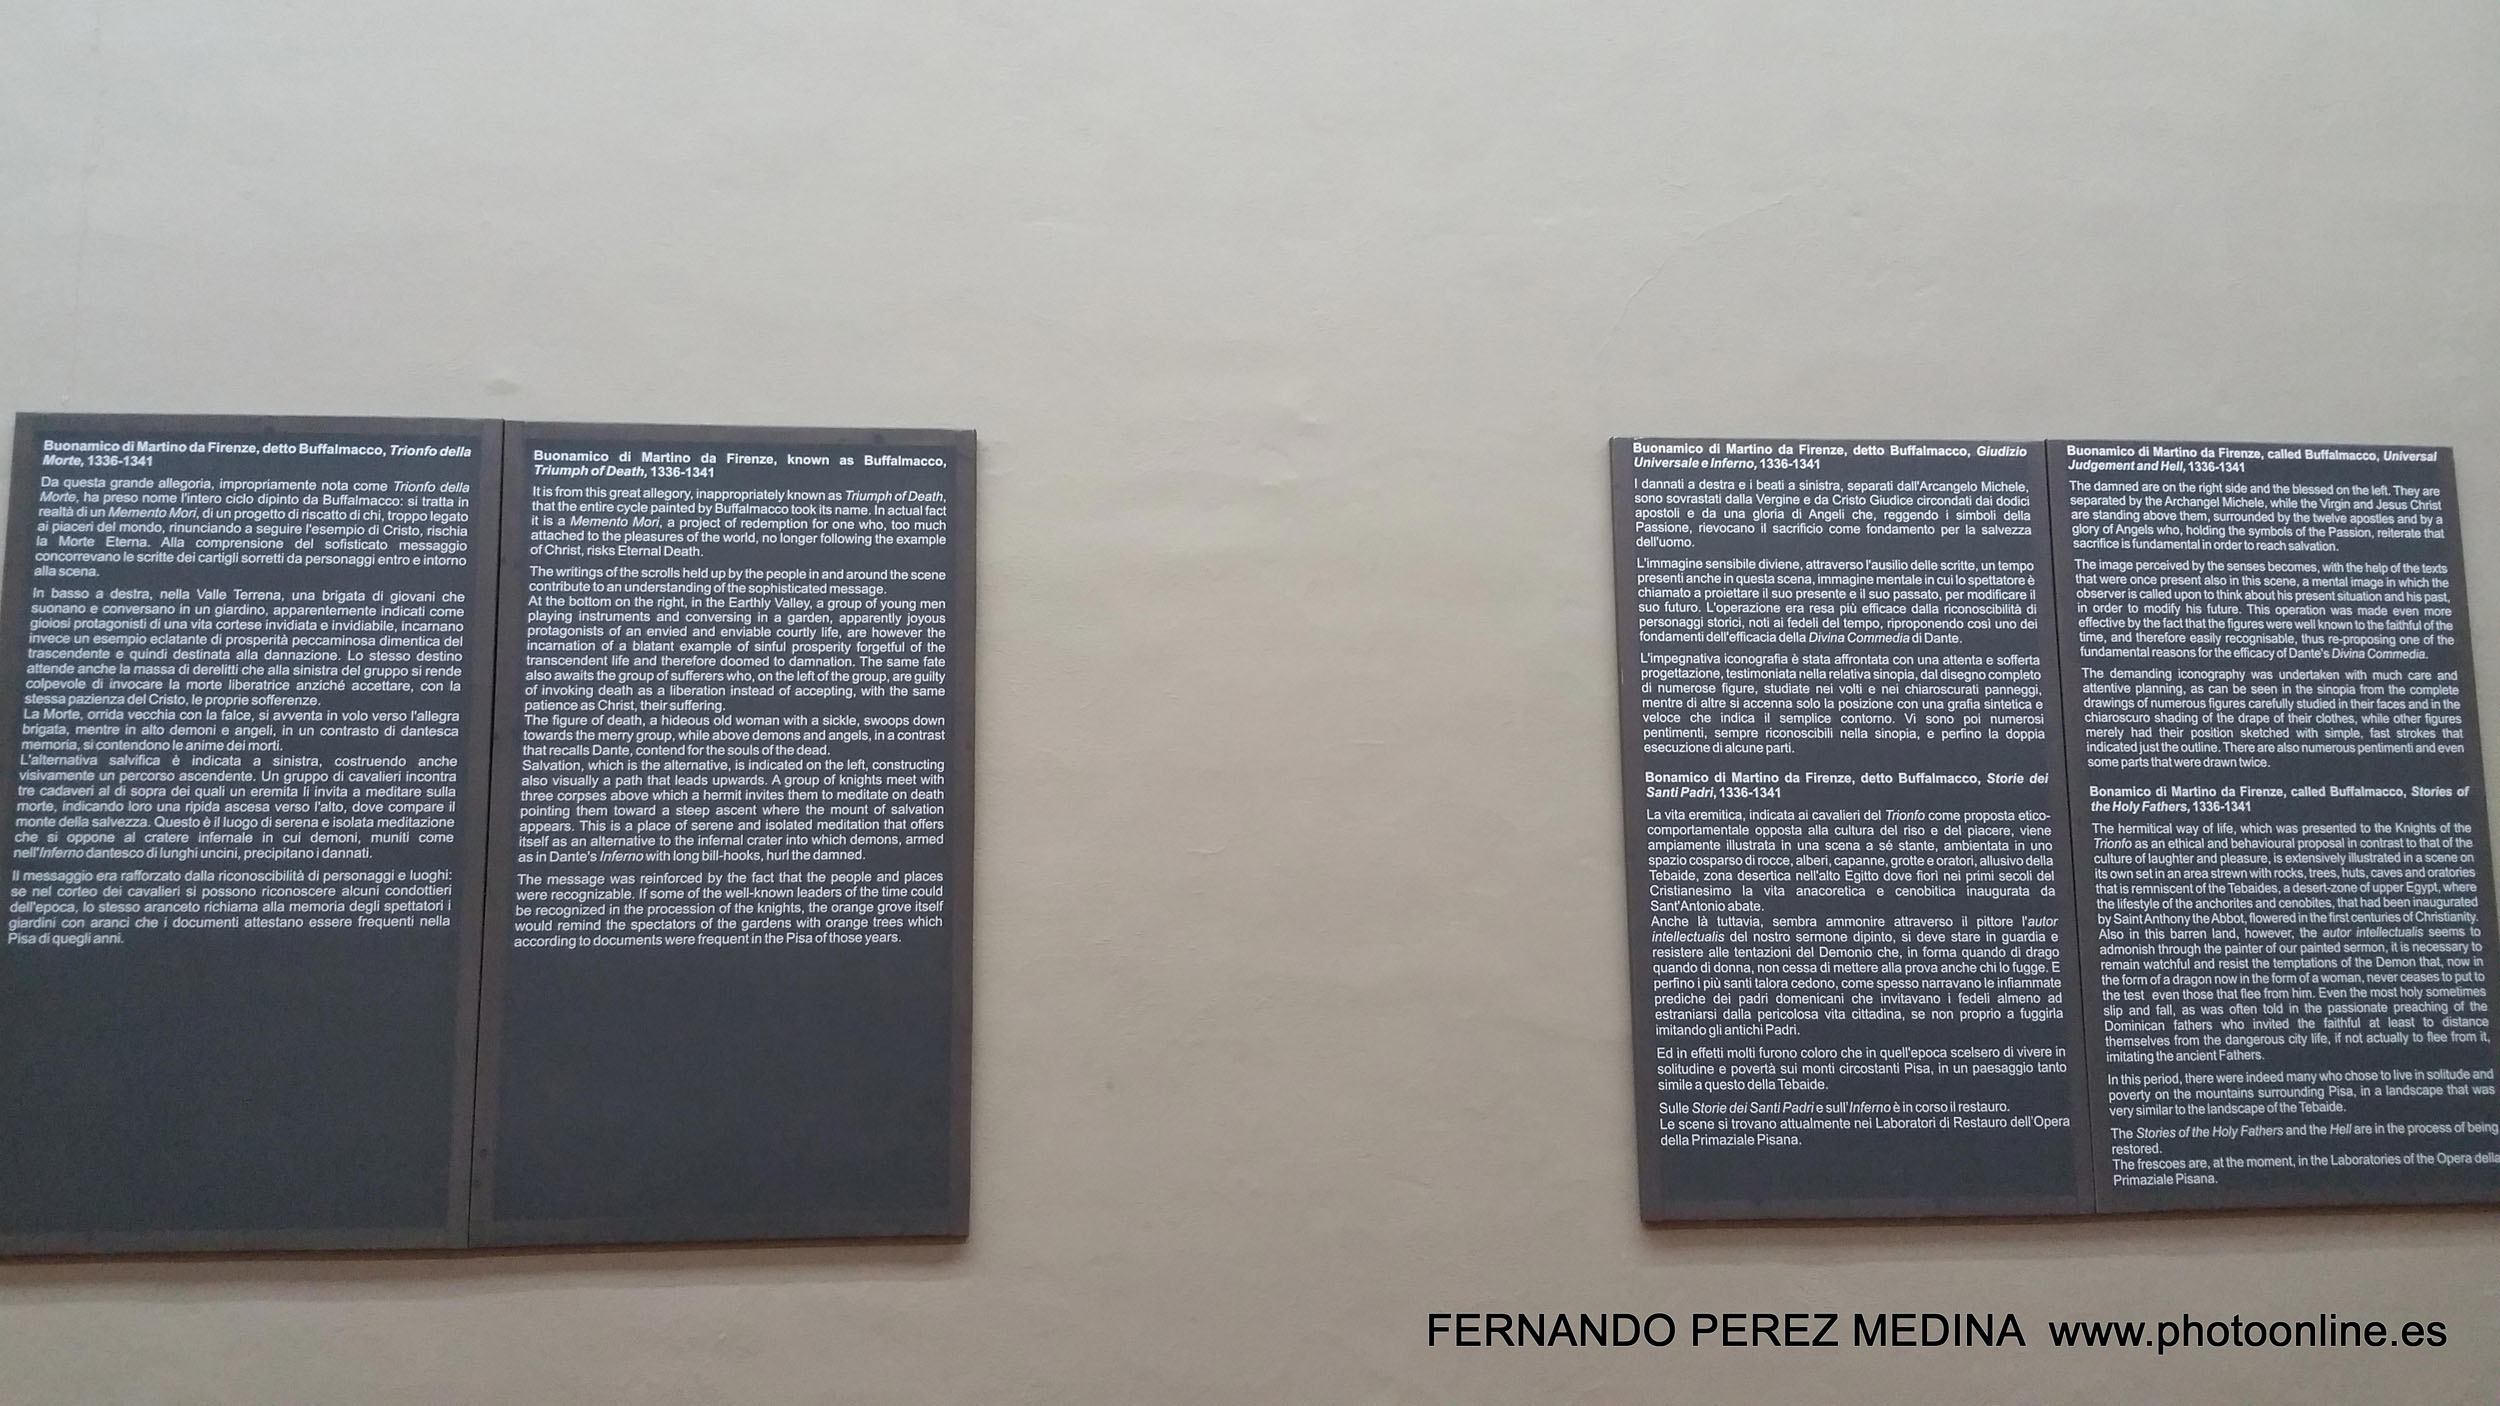 Buonamico di Martino da Firenze, detto Buffalmacco, Trionfo della
Morte, 1336-1341
Da questa grande allegoria, impropriamente nota come Trionfo della
Morte, ha preso nome l'intero ciclo dipinto da Buffalmacco: si tratta in
realtà di un Memento Mori, di un progetto di riscatto di chi, troppo legato
ai piaceri del mondo, rinunciando a seguire l'esempio di Cristo, rischia
la Morte Eterna. Alla comprensione del sofisticato messaggio
concorrevano le scritte dei cartigli sorretti da personaggi entro e intorno
alla scena.
In basso a destra, nella Valle Terrena, una brigata di giovani che
suonano e conversano in un giardino, apparentemente indicati come
gioiosi protagonisti di una vita cortese invidiata e invidiabile, incarnano
invece un esempio eclatante di prosperità peccaminosa dimentica del
trascendente e quindi destinata alla dannazione. Lo stesso destino
attende anche la massa di derelitti che alla sinistra del gruppo si rende
colpevole di invocare la morte liberatrice anziché accettare, con la
stessa pazienza del Cristo, le proprie sofferenze.
La Morte, orrida vecchia con la falce, si avventa in volo verso l'allegra
brigata, mentre in alto demoni e angeli, in un contrasto di dantesca
memoria, si contendono le anime dei morti.
L'alternativa salvifica è indicata a sinistra, costruendo anche
visivamente un percorso ascendente. Un gruppo di cavalieri incontra
tre cadaveri al di sopra dei quali un eremita li invita a meditare sulla
morte, indicando loro una ripida ascesa verso l'alto, dove compare il
monte della salvezza. Questo è il luogo di serena e isolata meditazione
che si oppone al cratere infernale in cui demoni, muniti come
nell'Inferno dantesco di lunghi uncini, precipitano i dannati.
Il messaggio era rafforzato dalla riconoscibilità di personaggi e luoghi:
se nel corteo dei cavalieri si possono riconoscere alcuni condottieri
dell'epoca, lo stesso aranceto richiama alla memoria degli spettatori i
giardini con aranci che i documenti attestano essere frequenti nella
Pisa di quegli anni.
Buonamico di Martino da Firenze, known as Buffalmacco,
Triumph of Death, 1336-1341
It is from this great allegory, inappropriately known as Triumph of Death,
that the entire cycle painted by Buffalmacco took its name. In actual fact
it is a Memento Mori, a project of redemption for one who, too much
attached to the pleasures of the world, no longer following the example
of Christ, risks Eternal Death.
The writings of the scrolls held up by the people in and around the scene
contribute to an understanding of the sophisticated message.
At the bottom on the right, in the Earthly Valley, a group of young men
playing instruments and conversing in a garden, apparently joyous
protagonists of an envied and enviable courtly life, are however the
incarnation of a blatant example of sinful prosperity forgetful of the
transcendent life and therefore doomed to damnation. The same fate
also awaits the group of sufferers who, on the left of the group, are guilty
of invoking death as a liberation instead of accepting, with the same
patience as Christ, their suffering.
The figure of death, a hideous old woman with a sickle, swoops down
towards the merry group, while above demons and angels, in a contrast
that recalls Dante, contend for the souls of the dead.
Salvation, which is the alternative, is indicated on the left, constructing
also visually a path that leads upwards. A group of knights meet with
three corpses above which a hermit invites them to meditate on death
pointing them toward a steep ascent where the mount of salvation
appears. This is a place of serene and isolated meditation that offers
itself as an alternative to the infernal crater into which demons, armed
as in Dante's Inferno with long bill-hooks, hurl the damned.
The message was reinforced by the fact that the people and places
were recognizable. If some of the well-known leaders of the time could
be recognized in the procession of the knights, the orange grove itself
would remind the spectators of the gardens with orange trees which
according to documents were frequent in the Pisa of those years.
Buonamico di Martino da Firenze, detto Buffalmacco, Giudizio
Universale e Inferno, 1336-1341
I dannati a destra e i beati a sinistra, separati dall'Arcangelo Michele,
sono sovrastati dalla Vergine e da Cristo Giudice circondati dai dodici
apostoli e da una gloria di Angeli che, reggendo i simboli della
Passione, rievocano il sacrificio come fondamento per la salvezza
dell'uomo.
L'immagine sensibile diviene, attraverso l'ausilio delle scritte, un tempo
presenti anche in questa scena, immagine mentale in cui lo spettatore è
chiamato a proiettare il suo presente e il suo passato, per modificare il
suo futuro. L'operazione era resa più efficace dalla riconoscibilità di
personaggi storici, noti ai fedeli del tempo, riproponendo così uno dei
fondamenti dell'efficacia della Divina Commedia di Dante.
L'impegnativa iconografia è stata affrontata con una attenta e sofferta
progettazione, testimoniata nella relativa sinopia, dal disegno completo
di numerose figure, studiate nei volti e nei chiaroscurati panneggi,
mentre di altre si accenna solo la posizione con una grafia sintetica e
veloce che indica il semplice contorno. Vi sono poi numerosi
pentimenti, sempre riconoscibili nella sinopia, e perfino la doppia
esecuzione di alcune parti.
Bonamico di Martino da Firenze, detto Buffalmacco, Storie dei
Santi Padri, 1336-1341
La vita eremitica, indicata ai cavalieri del Trionfo come proposta etico-
comportamentale opposta alla cultura del riso e del piacere, viene
ampiamente illustrata in una scena a sé stante, ambientata in uno
spazio cosparso di rocce, alberi, capanne, grotte e oratori, allusivo della
Tebaide, zona desertica nell'alto Egitto dove fiorì nei primi secoli del
Cristianesimo la vita anacoretica e cenobitica inaugurata da
Sant'Antonio abate.
Anche là tuttavia, sembra ammonire attraverso il pittore l'autor
intellectualis del nostro sermone dipinto, si deve stare in guardia e
resistere alle tentazioni del Demonio che, in forma quando di drago
quando di donna, non cessa di mettere alla prova anche chi lo fugge. E
perfino i più santi talora cedono, come spesso narravano le infiammate
prediche dei padri domenicani che invitavano i fedeli almeno ad
estraniarsi dalla pericolosa vita cittadina, se non proprio a fuggirla
imitando gli antichi Padri.
Ed in effetti molti furono coloro che in quell'epoca scelsero di vivere in
solitudine e povertà sui monti circostanti Pisa, in un paesaggio tanto
simile a questo della Tebaide.
Sulle Storie dei Santi Padri e sull'Inferno è in corso il restauro.
Le scene si trovano attualmente nei Laboratori di Restauro dell'Opera
della Primaziale Pisana.
Buonamico di Martino da Firenze, called Buffalmacco, Universal
Judgement and Hell, 1336-1341
The damned are on the right side and the blessed on the left. They are
separated by the Archangel Michele, while the Virgin and Jesus Christ
are standing above them, surrounded by the twelve apostles and by a
glory of Angels who, holding the symbols of the Passion, reiterate that
sacrifice is fundamental in order to reach salvation.
The image perceived by the senses becomes, with the help of the texts
that were once present also in this scene, a mental image in which the
observer is called upon to think about his present situation and his past,
in order to modify his future. This operation was made even more
effective by the fact that the figures were well known to the faithful of the
time, and therefore easily recognisable, thus re-proposing one of the
fundamental reasons for the efficacy of Dante's Divina Commedia.
The demanding iconography was undertaken with much care and
attentive planning, as can be seen in the sinopia from the complete
drawings of numerous figures carefully studied in their faces and in the
chiaroscuro shading of the drape of their clothes, while other figures
merely had their position sketched with simple, fast strokes that
indicated just the outline. There are also numerous pentimenti and even
some parts that were drawn twice.
Bonamico di Martino da Firenze, called Buffalmacco, Stories of
the Holy Fathers, 1336-1341
The hermitical way of life, which was presented to the Knights of the
Trionfo as an ethical and behavioural proposal in contrast to that of the
culture of laughter and pleasure, is extensively illustrated in a scene on
its own set in an area strewn with rocks, trees, huts, caves and oratories
that is reminiscent of the Tebaides, a desert-zone of upper Egypt, where
the lifestyle of the anchorites and cenobites, that had been inaugurated
by Saint Anthony the Abbot, flowered in the first centuries of Christianity.
Also in this barren land, however, the autor intellectualis seems to
admonish through the painter of our painted sermon, it is necessary to
remain watchful and resist the temptations of the Demon that, now in
the form of a dragon now in the form of a woman, never ceases to put to
the test even those that flee from him. Even the most holy sometimes
slip and fall, as was often told in the passionate preaching of the
Dominican fathers who invited the faithful at least to distance
themselves from the dangerous city life, if not actually to flee from it,
imitating the ancient Fathers.
In this period, there were indeed many who chose to live in solitude and
poverty on the mountains surrounding Pisa, in a landscape that was
very similar to the landscape of the Tebaide.
The Stories of the Holy Fathers and the Hell are in the process of being
restored.
The frescoes are, at the moment, in the Laboratories of the Opera della
Primaziale Pisana.
FERNANDO PEREZ MEDINA www.photoonline.es